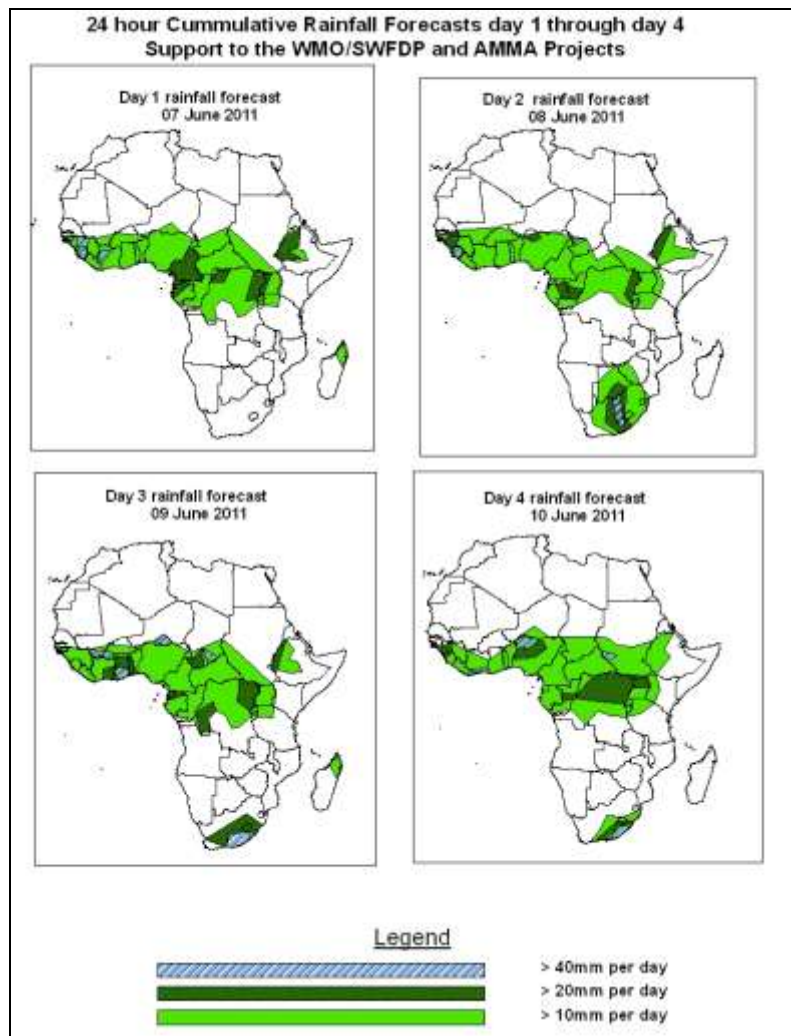 24 hour Cummulative Rainfall Forecasts day 1 through day 4
Support to the WMO/SWFDP and AMMA Projects
Day 1 rainfall forecast
07 June 2011
Day 2 rainfall forecast
08 June 2011
Day 3 rainfall forecast
09 June 2011
Day 4 rainfall forecast
10 June 2011
Legend
> 40mm per day
> 20mm per day
> 10mm per day